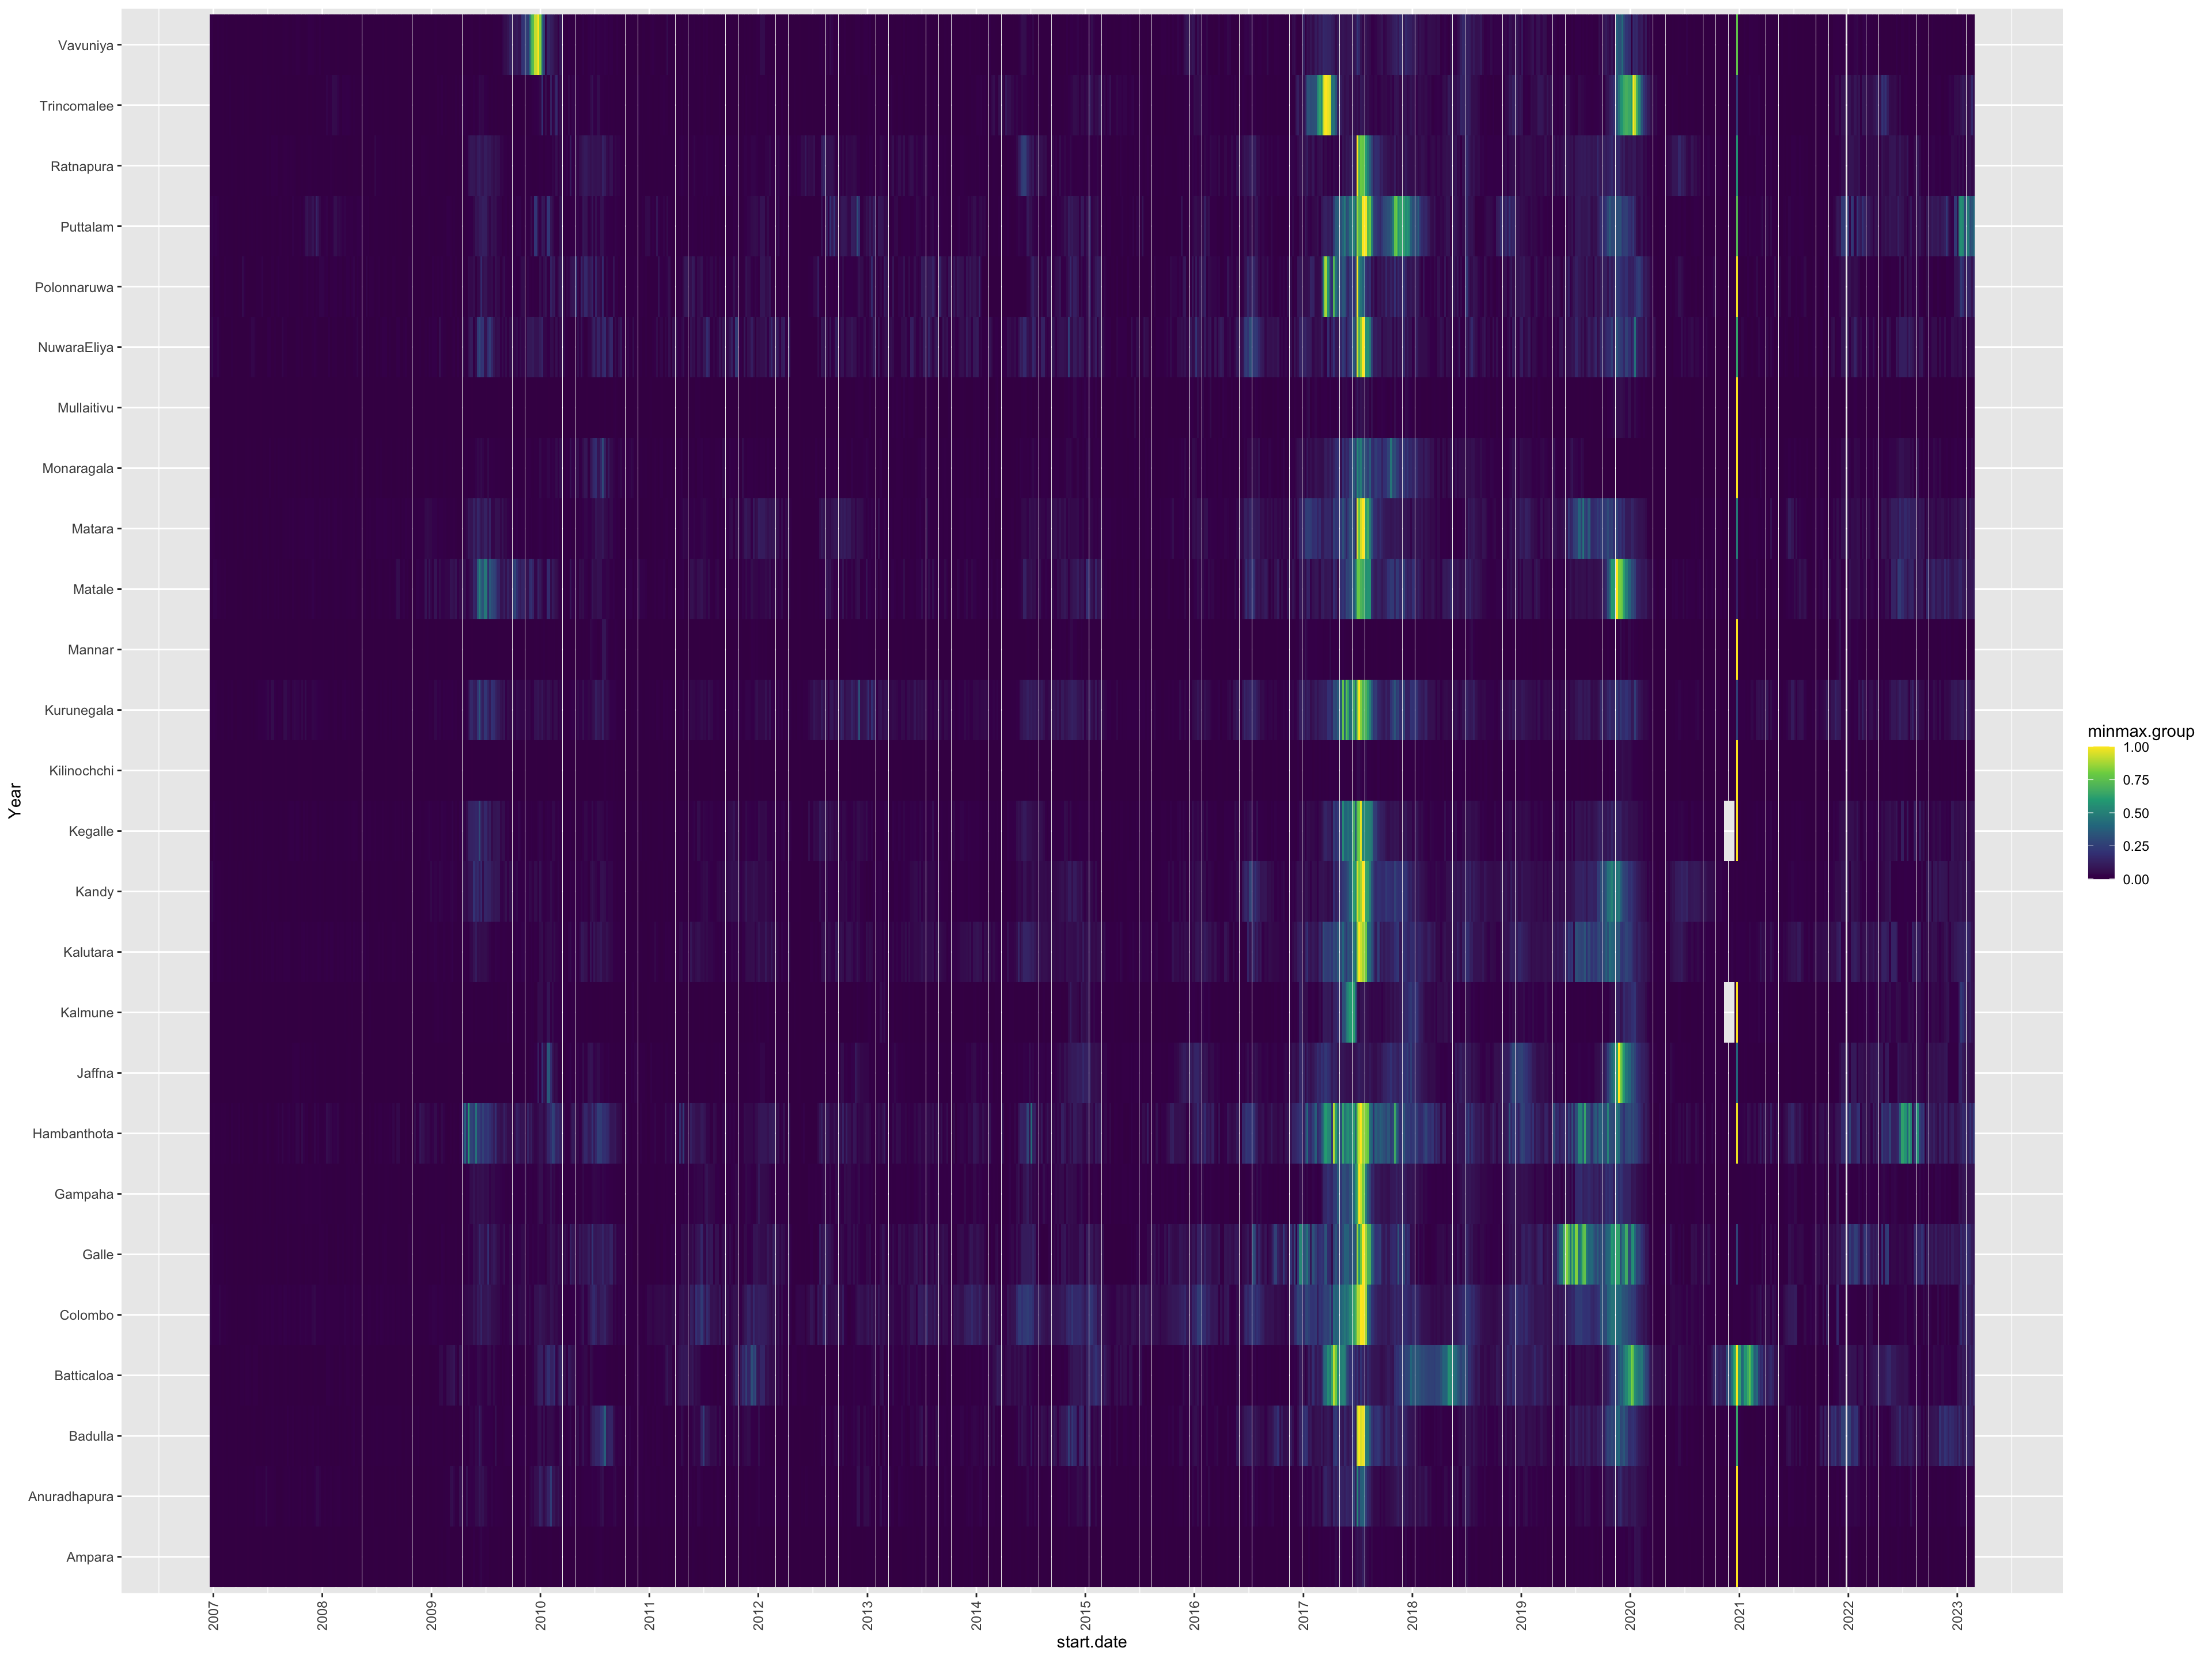 Vavuniya
Trincomalee
Ratnapura
Puttalam
Polonnaruwa
NuwaraEliya
Mullaitivu
Monaragala
Matara
Matale
Mannar
Kurunegala
Kilinochchi
Kegalle
Kandy
Kalutara
Kalmune
Jaffna
Hambanthota
Gampaha
Galle
Colombo
Batticaloa
Badulla
Anuradhapura
Ampara
Year
2007 2008 2009 2010 2011 2012 2013 2014 2015 2016 2017 2018 2019 2020 2021 2022 2023
start.date
minmax.group
1.00
0.75
0.50
0.25
0.00